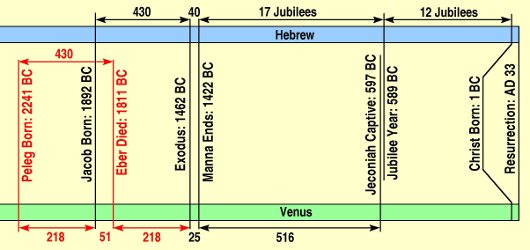 430
40
17 Jubilees
12 Jubilees
Hebrew
430
Peleg Born: 2241 BC
Jacob Born: 1892 BC
Eber Died: 1811 BC
Exodus: 1462 BC
Manna Ends: 1422 BC
Jeconiah Captive: 597 BC
Jubilee Year: 589 BC
Christ Born: 1 BC
Resurrection: AD 33
Venus
218
51
218
25
516